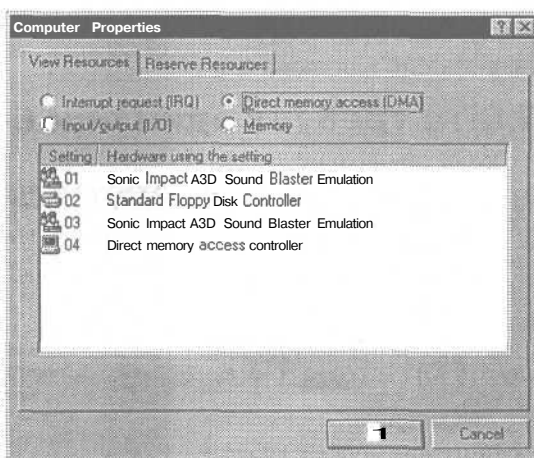 Computer Properties
View Resources Reserve Resources
Interrupt request (IRQ) Direct memory access (DMA)
Input/output (I/O) Memory
Setting Hardware using the setting
01 Sonic Impact A3D Sound Blaster Emulation
02 Standard Floppy Disk Controller
03 Sonic Impact A3D Sound Blaster Emulation
04 Direct memory access controller
Cancel